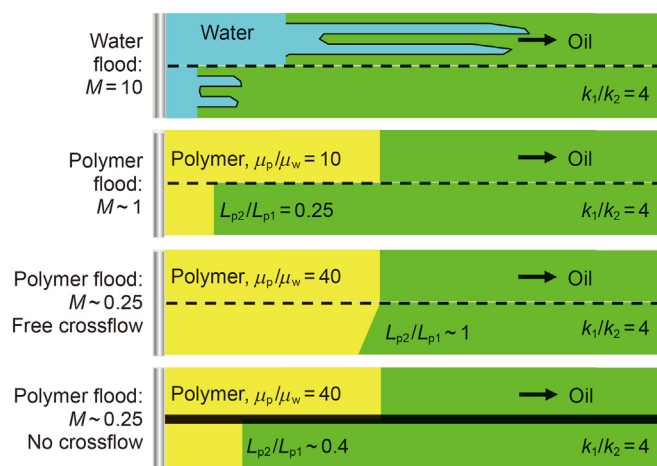 Water
flood:
M = 10
Water
Oil
k1/k2 = 4
Polymer
flood:
M ~ 1
Polymer, μp/μw = 10
Oil
Lp2/Lp1 = 0.25
k1/k2 = 4
Polymer flood:
M ~ 0.25
Free crossflow
Polymer, μp/μw = 40
Oil
Lp2/Lp1 ~ 1
k1/k2 = 4
Polymer flood:
M ~ 0.25
No crossflow
Polymer, μp/μw = 40
Oil
Lp2/Lp1 ~ 0.4
k1/k2 = 4